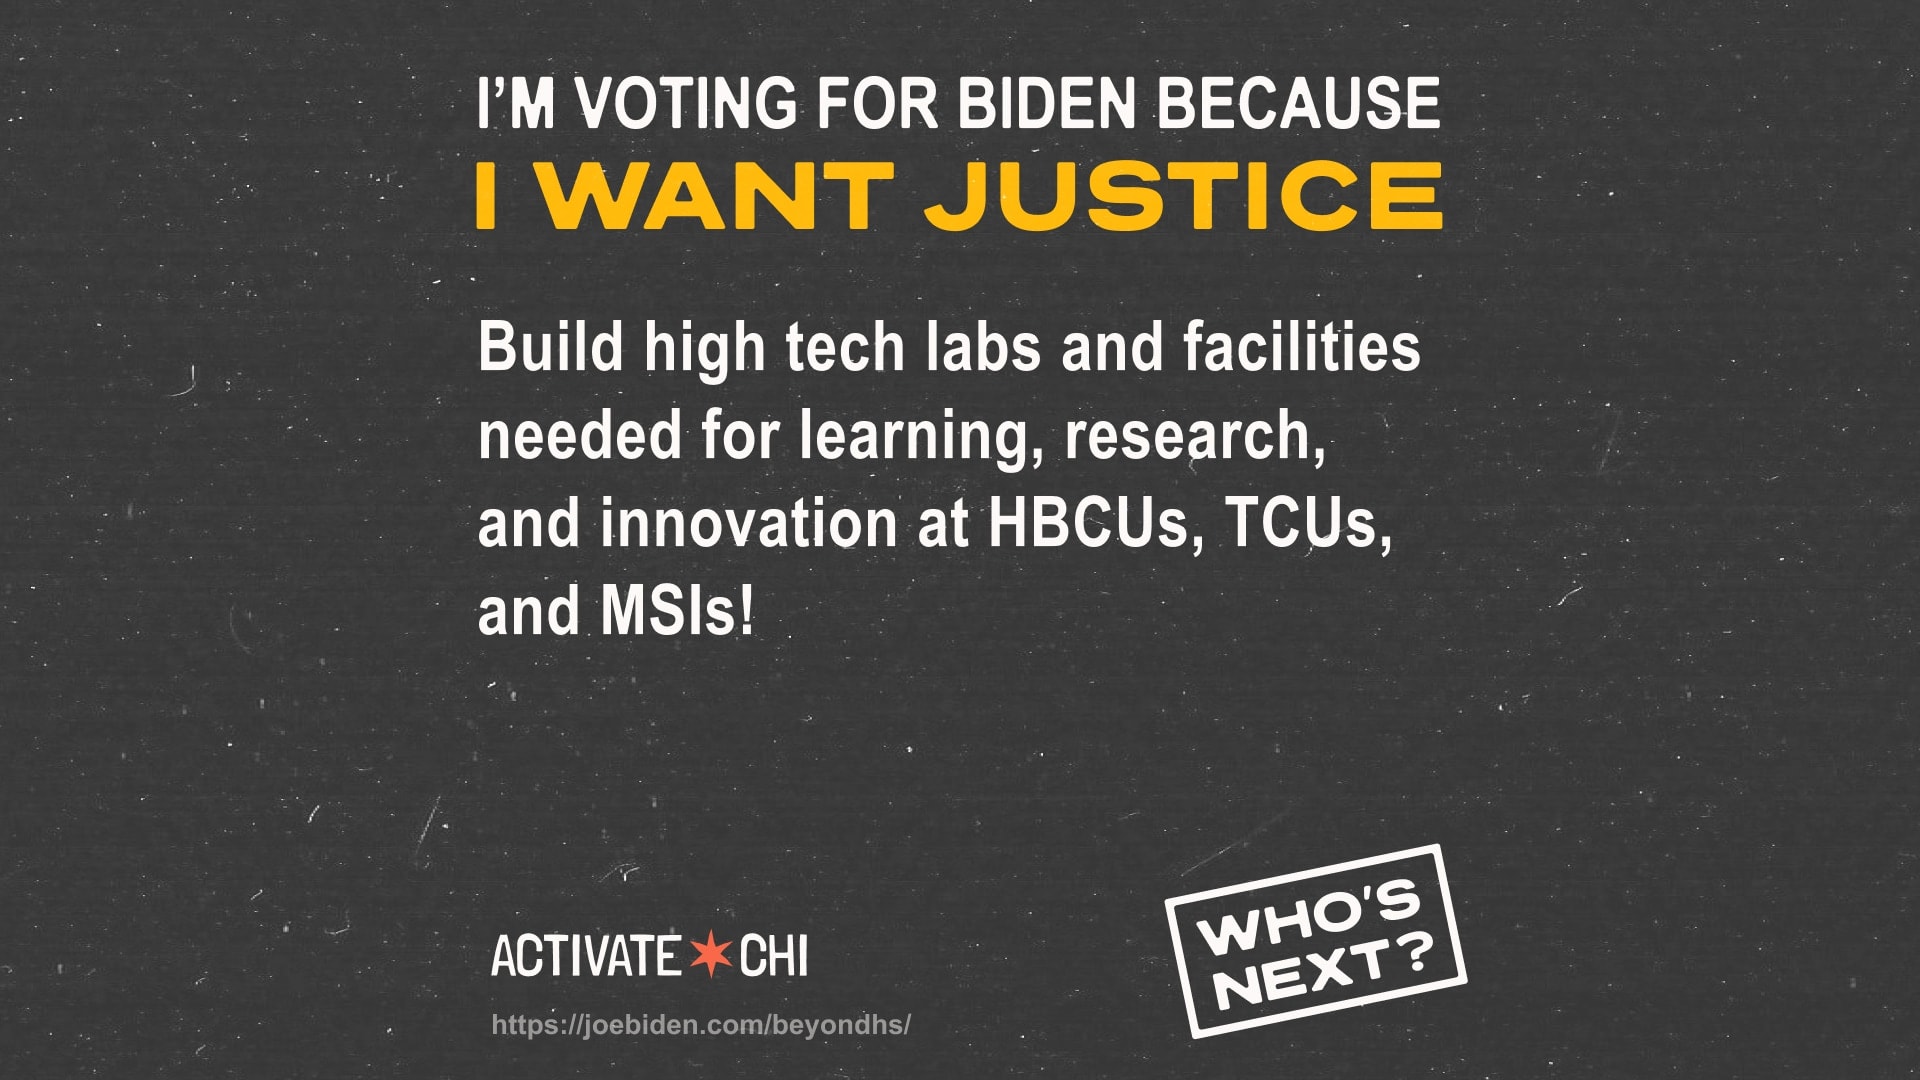 I’M VOTING FOR BIDEN BECAUSE
I WANT JUSTICE
Build high tech labs and facilities
needed for learning, research,
and innovation at HBCUs, TCUs,
and MSIs!
ACTIVATE CHI
https://joebiden.com/beyondhs/
WHO'S
NEXT?